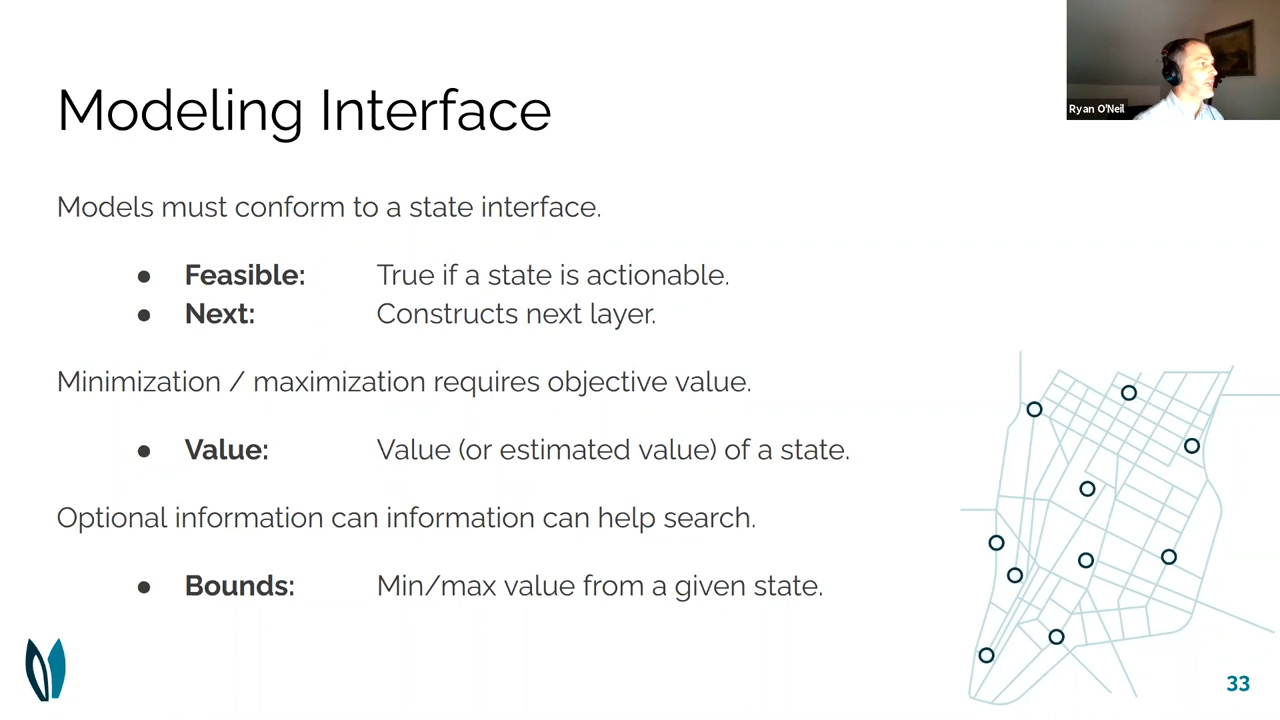 Modeling Interface
Ryan O'Neil
Models must conform to a state interface.
● Feasible: True if a state is actionable.
● Next: Constructs next layer.
Minimization / maximization requires objective value.
● Value: Value (or estimated value) of a state.
Optional information can information can help search.
● Bounds: Min/max value from a given state.
33